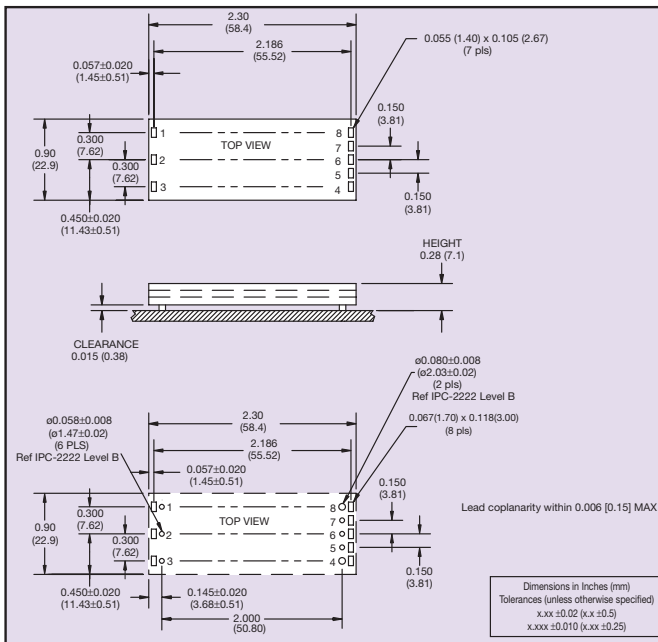 2.30
(58.4)
2.186
(55.52)
0.055 (1.40) x 0.105 (2.67)
(7 pls)
0.057±0.020
(1.45±0.51)
0.150
(3.81)
0.90
(22.9)
0.300
(7.62)
0.300
(7.62)
1
2
3
TOP VIEW
8
7
6
5
4
0.450±0.020
(11.43±0.51)
0.150
(3.81)
HEIGHT
0.28 (7.1)
CLEARANCE
0.015 (0.38)
ø0.080±0.008
(ø2.03±0.02)
(2 pls)
Ref IPC-2222 Level B
2.30
(58.4)
ø0.058±0.008
(ø1.47±0.02)
(6 PLS)
Ref IPC-2222 Level B
2.186
(55.52)
0.067(1.70) x 0.118(3.00)
(8 pls)
0.057±0.020
(1.45±0.51)
0.150
(3.81)
0.90
(22.9)
0.300
(7.62)
0.300
(7.62)
1
2
3
TOP VIEW
8
7
6
5
4
Lead coplanarity within 0.006 [0.15] MAX
0.150
(3.81)
0.450±0.020
(11.43±0.51)
0.145±0.020
(3.68±0.51)
2.000
(50.80)
Dimensions in Inches (mm)
Tolerances (unless otherwise specified)
x.xx ±0.02 (x.x ±0.5)
x.xxx ±0.010 (x.xx ±0.25)